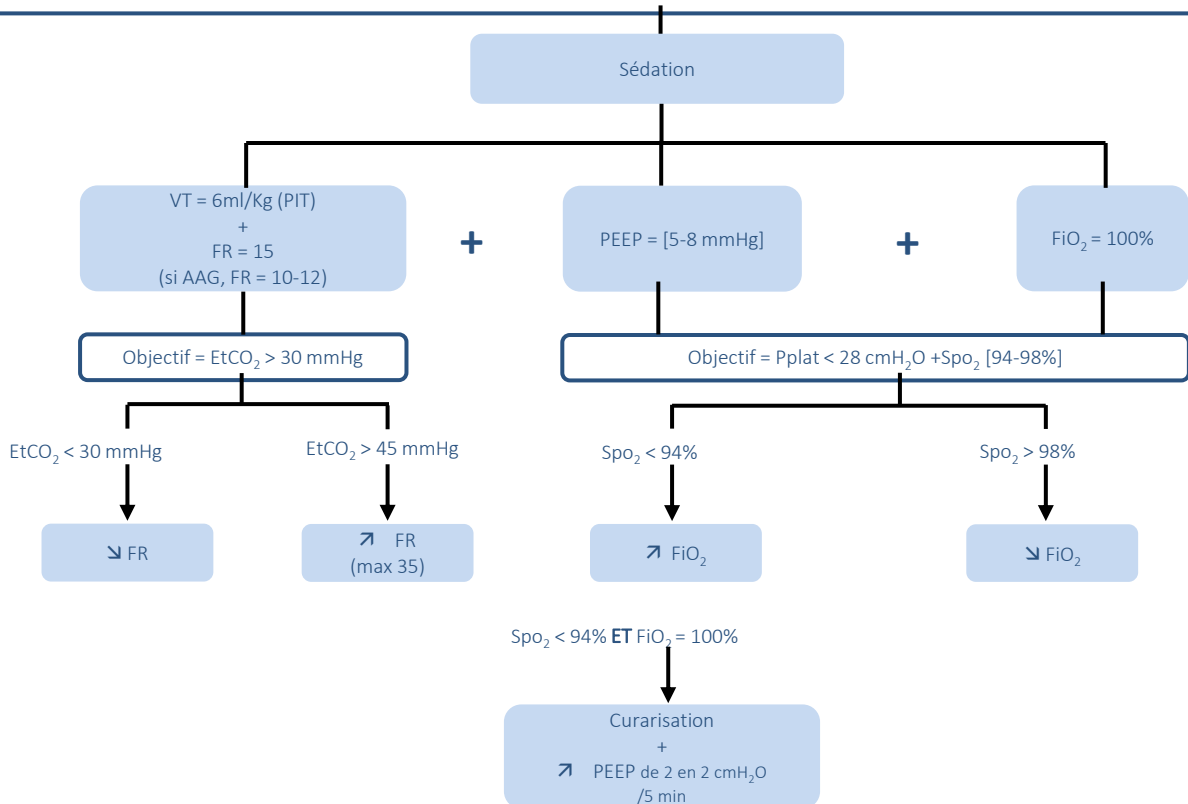 Sédation
VT = 6ml/Kg (PIT)
+
FR = 15
(si AAG, FR = 10-12)
+
PEEP = [5-8 mmHg]
+
FiO₂ = 100%
Objectif = EtCO₂ > 30 mmHg
Objectif = Pplat < 28 cmH₂O +Spo₂ [94-98%]
EtCO₂ < 30 mmHg
EtCO₂ > 45 mmHg
Spo₂ < 94%
Spo₂ > 98%
↘ FR
↗ FR
(max 35)
↗ FiO₂
↘ FiO₂
Spo₂ < 94% ET FiO₂ = 100%
Curarisation
+
↗ PEEP de 2 en 2 cmH₂O
/5 min